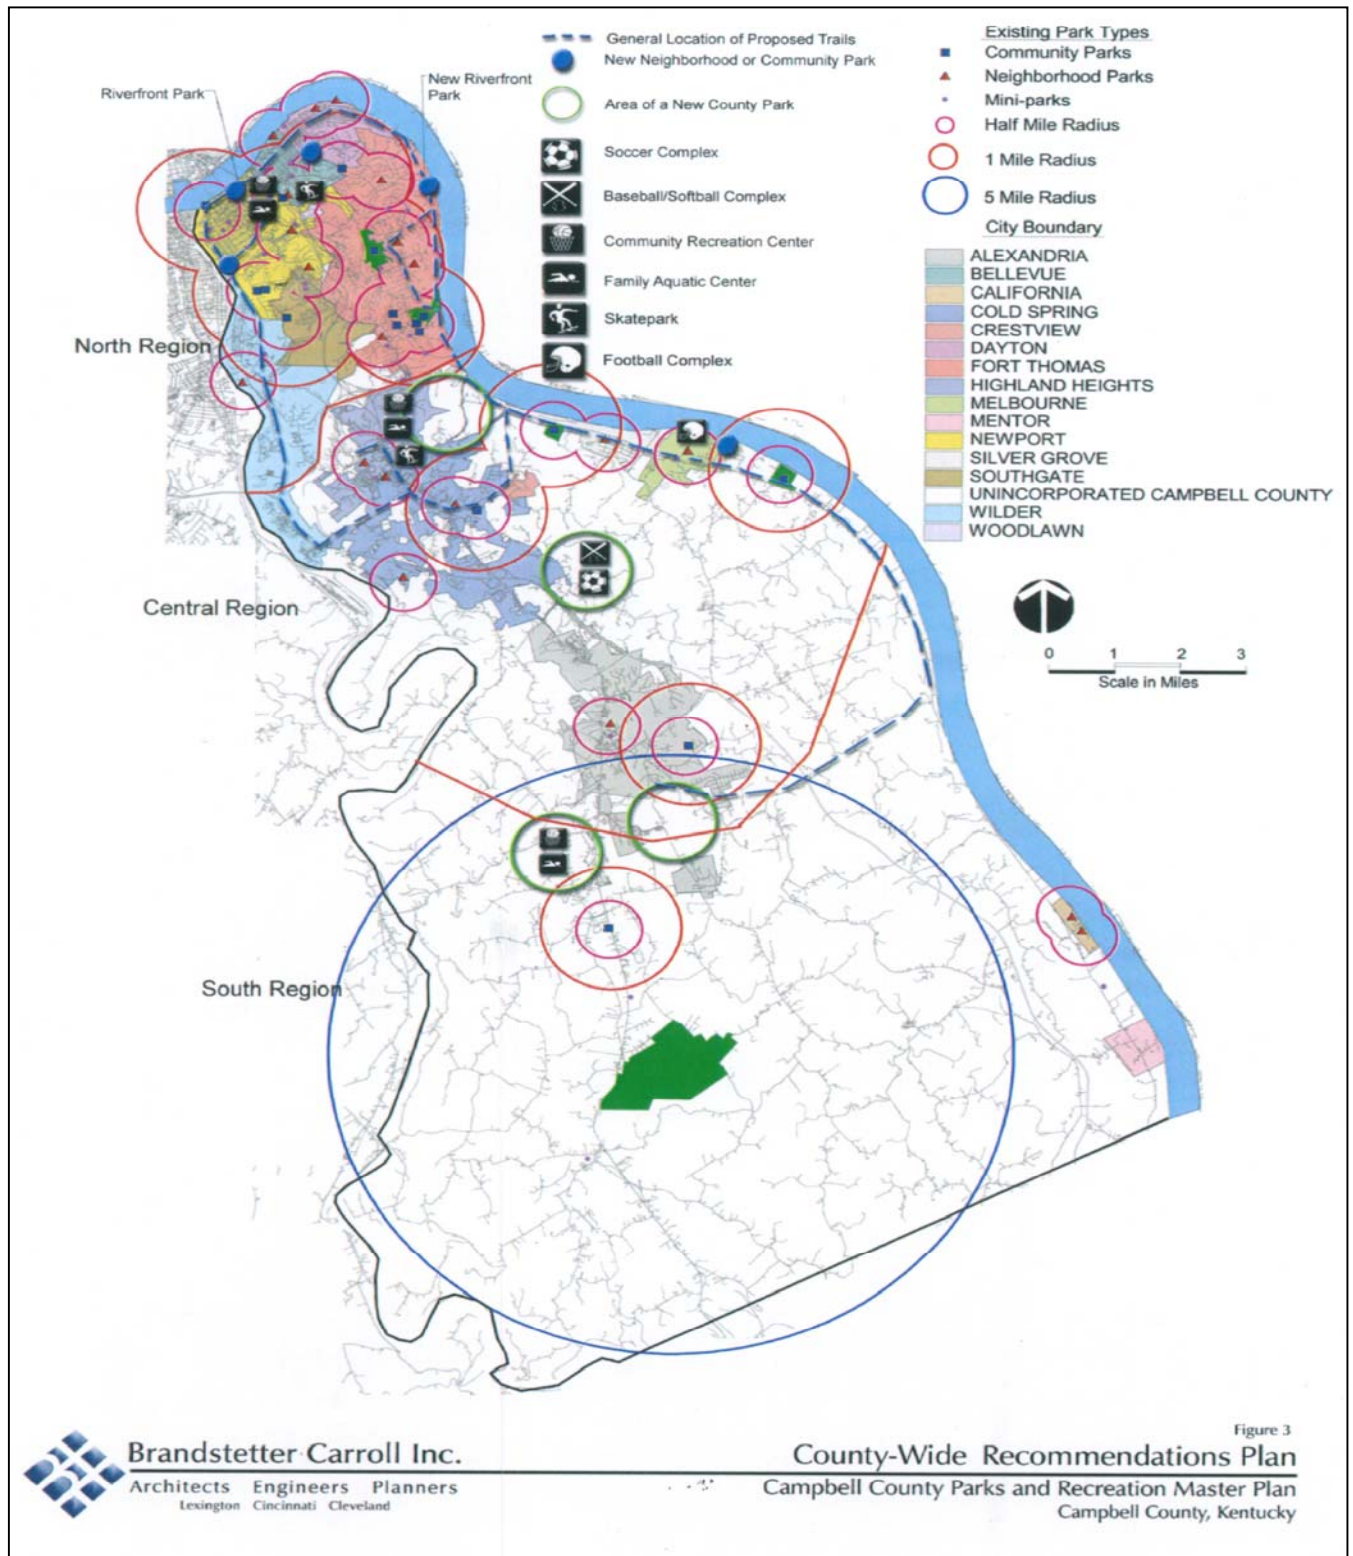 General Location of Proposed Trails
New Neighborhood or Community Park
Area of a New County Park
Soccer Complex
Baseball/Softball Complex
Community Recreation Center
Family Aquatic Center
Skatepark
Football Complex
Existing Park Types
Community Parks
Neighborhood Parks
Mini-parks
Half Mile Radius
1 Mile Radius
5 Mile Radius
City Boundary
ALEXANDRIA
BELLEVUE
CALIFORNIA
COLD SPRING
CRESTVIEW
DAYTON
FORT THOMAS
HIGHLAND HEIGHTS
MELBOURNE
MENTOR
NEWPORT
SILVER GROVE
SOUTHGATE
UNINCORPORATED CAMPBELL COUNTY
WILDER
WOODLAWN
Riverfront Park
New Riverfront
Park
North Region
Central Region
South Region
0 1 2 3
Scale in Miles
Brandstetter Carroll Inc.
Architects Engineers Planners
Lexington Cincinnati Cleveland
Figure 3
County-Wide Recommendations Plan
Campbell County Parks and Recreation Master Plan
Campbell County, Kentucky